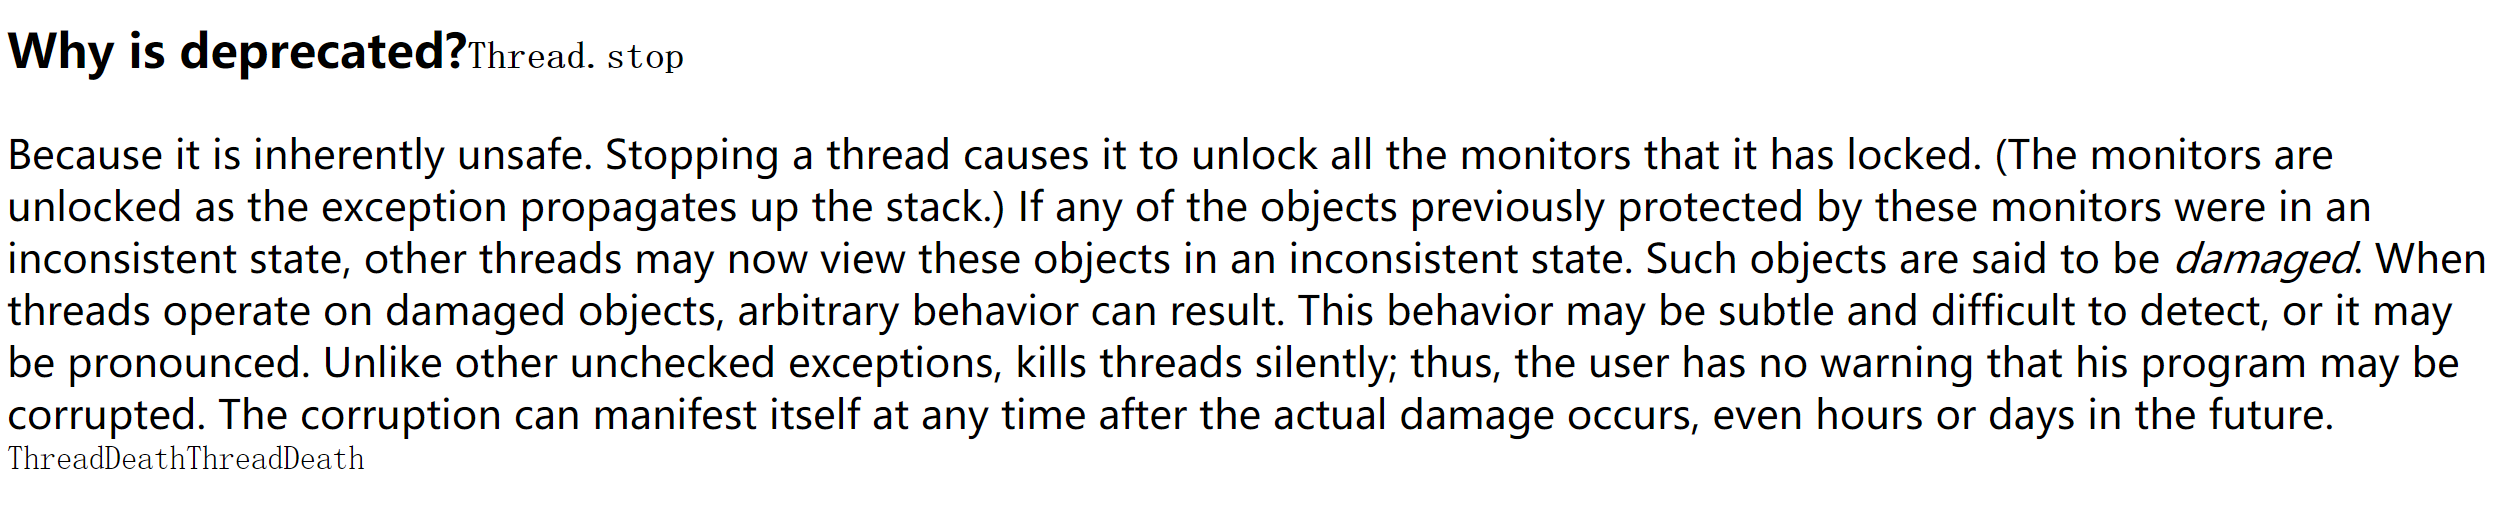 Why is deprecated?Thread.stop
Because it is inherently unsafe. Stopping a thread causes it to unlock all the monitors that it has locked. (The monitors are
unlocked as the exception propagates up the stack.) If any of the objects previously protected by these monitors were in an
inconsistent state, other threads may now view these objects in an inconsistent state. Such objects are said to be damaged. When
threads operate on damaged objects, arbitrary behavior can result. This behavior may be subtle and difficult to detect, or it may
be pronounced. Unlike other unchecked exceptions, kills threads silently; thus, the user has no warning that his program may be
corrupted. The corruption can manifest itself at any time after the actual damage occurs, even hours or days in the future.
ThreadDeathThreadDeath